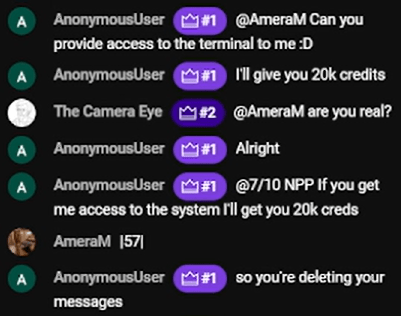 A AnonymousUser #1 @AmeraM Can you
provide access to the terminal to me :D
A AnonymousUser #1 I'll give you 20k credits
The Camera Eye #2 @AmeraM are you real?
A AnonymousUser #1 Alright
A AnonymousUser #1 @7/10 NPP If you get
me access to the system I'll get you 20k creds
AmeraM |57|
A AnonymousUser #1 so you're deleting your
messages